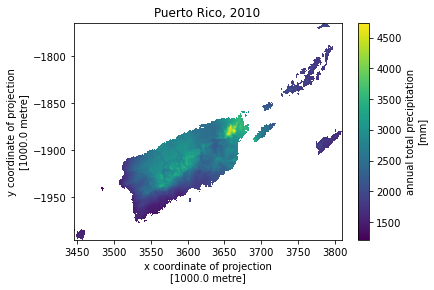 Puerto Rico, 2010
−1800
−1850
−1900
−1950
y coordinate of projection
[1000.0 metre]
3450
3500
3550
3600
3650
3700
3750
3800
x coordinate of projection
[1000.0 metre]
4500
4000
3500
3000
2500
2000
1500
annual total precipitation
[mm]